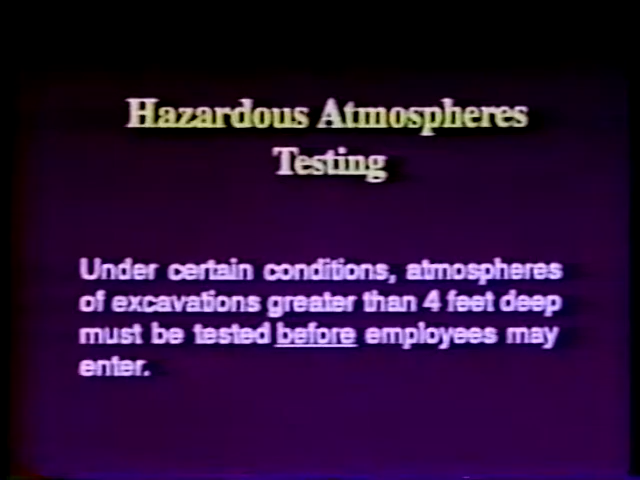 Hazardous Atmospheres
Testing
Under certain conditions, atmospheres
of excavations greater than 4 feet deep
must be tested before employees may
enter.